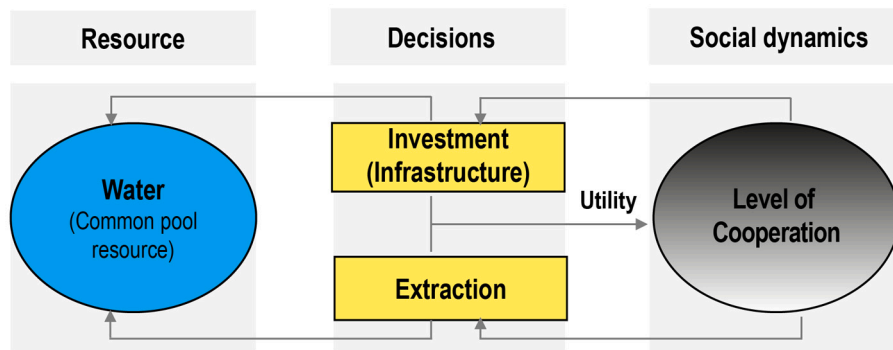 Resource
Decisions
Social dynamics
Water
(Common pool
resource)
Investment
(Infrastructure)
Utility
Extraction
Level of
Cooperation